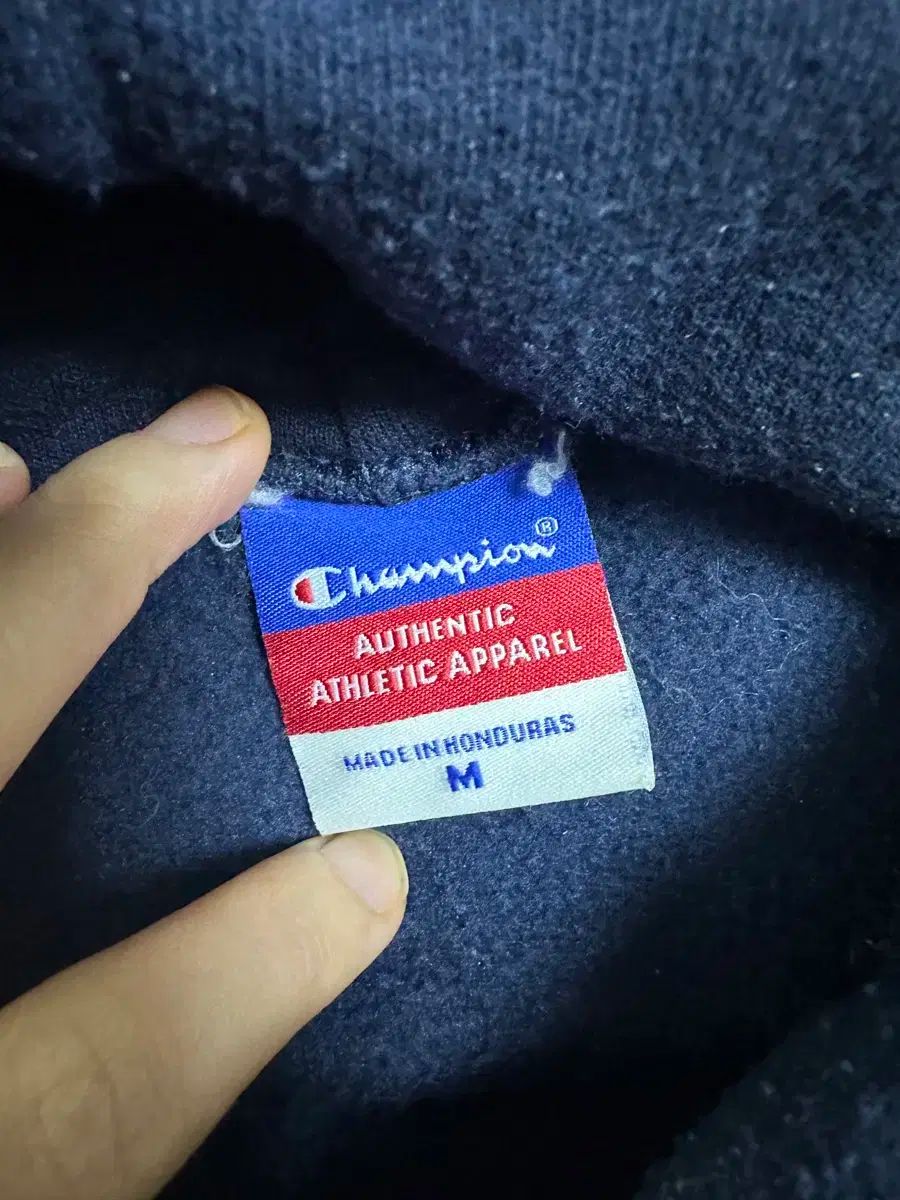 Champion®
AUTHENTIC
ATHLETIC APPAREL
MADE IN HONDURAS
M